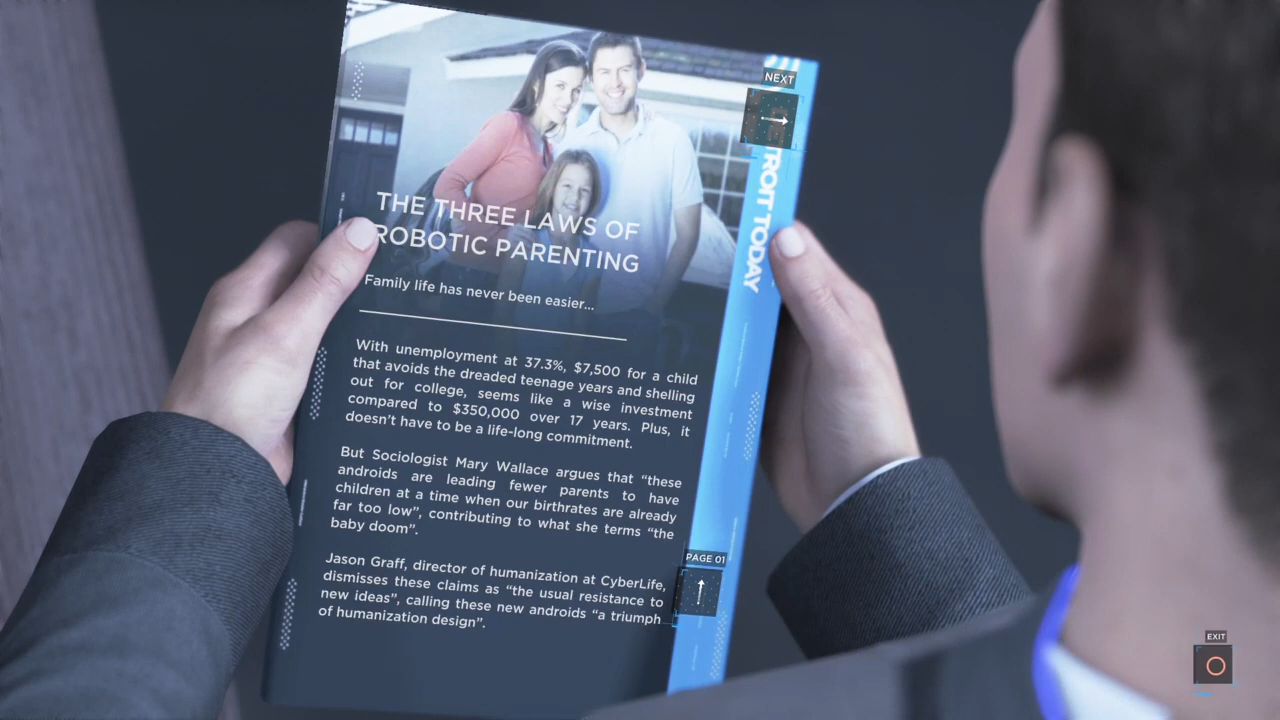 NEXT
TROIT TODAY
THE THREE LAWS OF
ROBOTIC PARENTING
Family life has never been easier...
With unemployment at 37.3%, $7,500 for a child
that avoids the dreaded teenage years and shelling
out for college, seems like a wise investment
compared to $350,000 over 17 years. Plus, it
doesn't have to be a life-long commitment.
But Sociologist Mary Wallace argues that “these
androids are leading fewer parents to have
children at a time when our birthrates are already
far too low”, contributing to what she terms “the
baby doom”.
Jason Graff, director of humanization at CyberLife,
dismisses these claims as “the usual resistance to
new ideas”, calling these new androids “a triumph
of humanization design”.
PAGE 01
EXIT